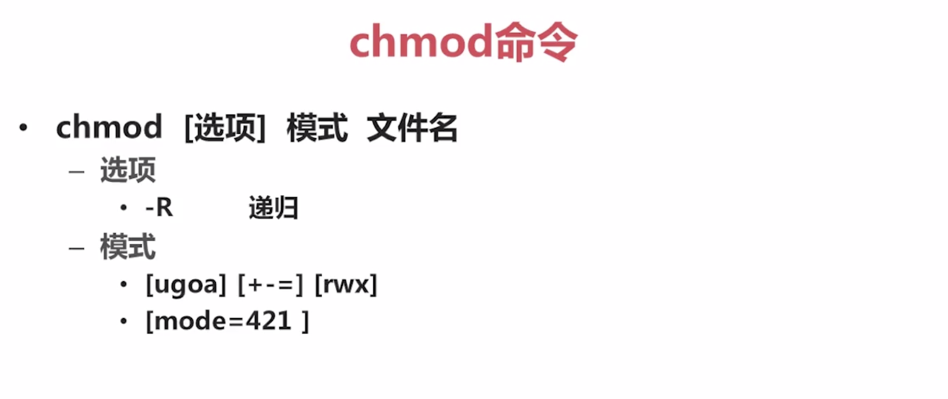 chmod命令
• chmod [选项] 模式 文件名
– 选项
• -R 递归
– 模式
• [ugoa] [+-=] [rwx]
• [mode=421 ]